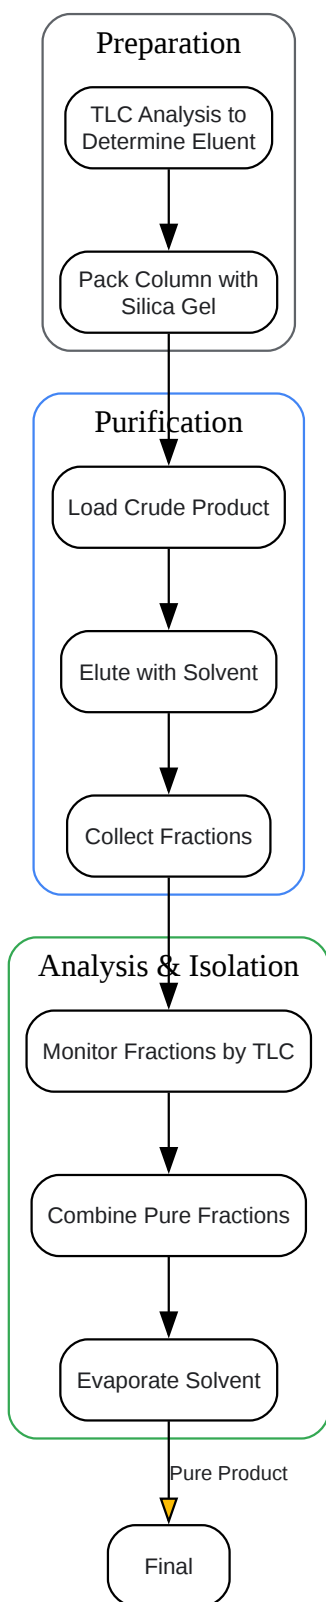 Preparation
TLC Analysis to
Determine Eluent
Pack Column with
Silica Gel
Purification
Load Crude Product
Elute with Solvent
Collect Fractions
Analysis & Isolation
Monitor Fractions by TLC
Combine Pure Fractions
Evaporate Solvent
Pure Product
Final